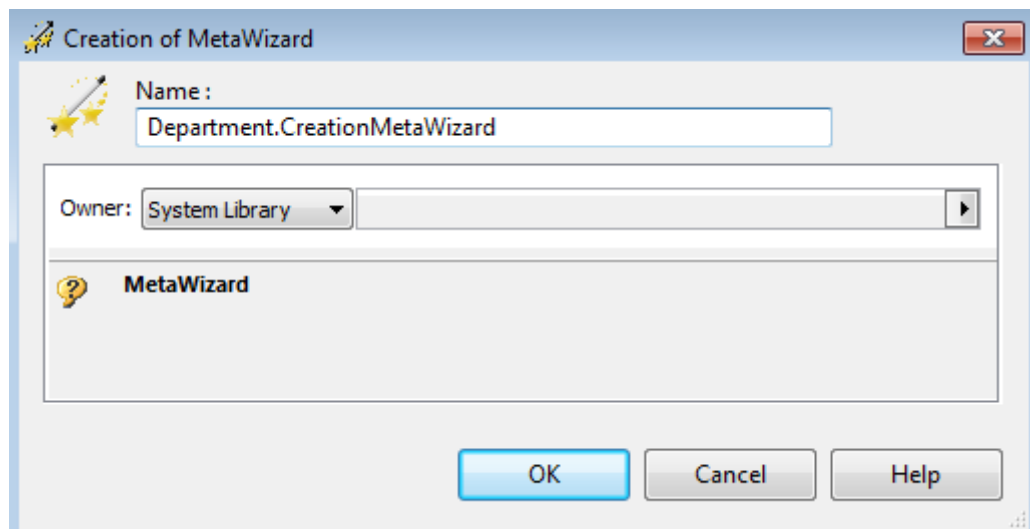 Creation of MetaWizard
Name :
Department.CreationMetaWizard
Owner: System Library
MetaWizard
OK Cancel Help